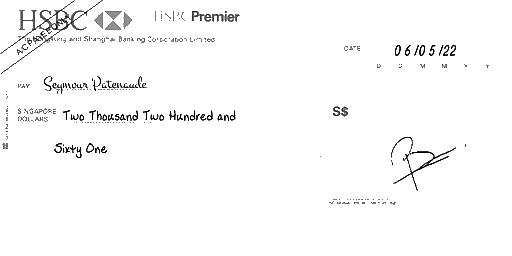 HSBC HSBC Premier
The Hongkong and Shanghai Banking Corporation Limited
AC PAYEE ONLY
DATE 06/05/22
D D M M Y Y
PAY Seymour Patenaude
SINGAPORE DOLLARS Two Thousand Two Hundred and
S$
Sixty One